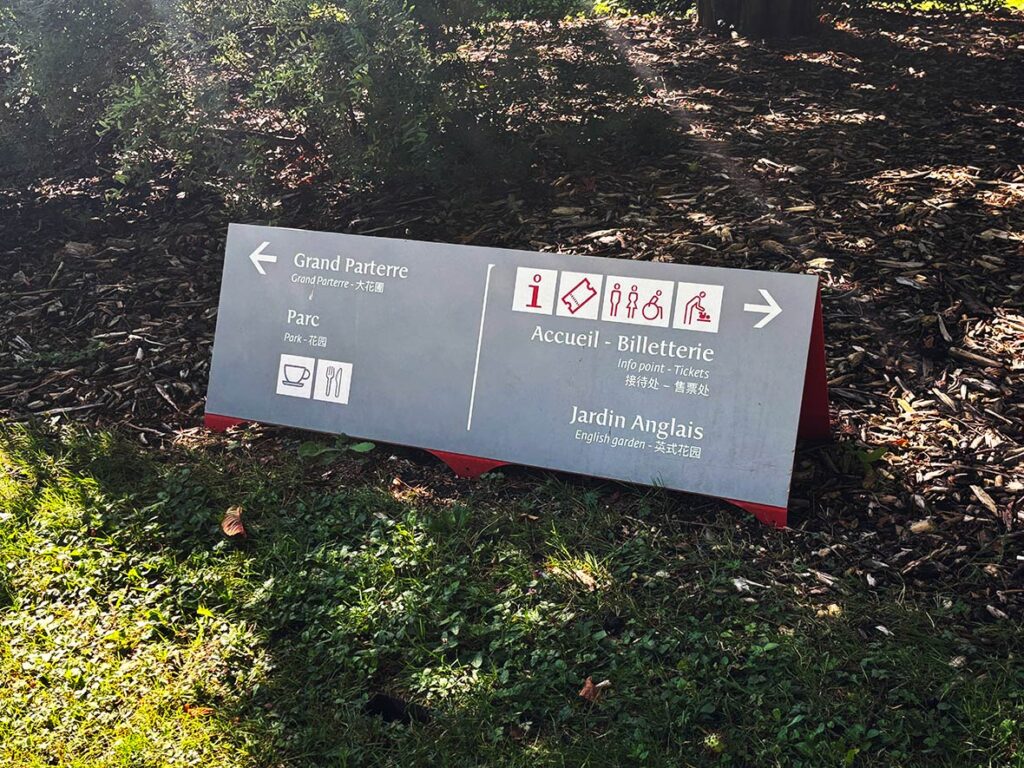 Grand Parterre
Grand Parterre - 大花園
Parc
Park - 花园
Accueil - Billetterie
Info point - Tickets
接待处 – 售票处
Jardin Anglais
English garden - 英式花园